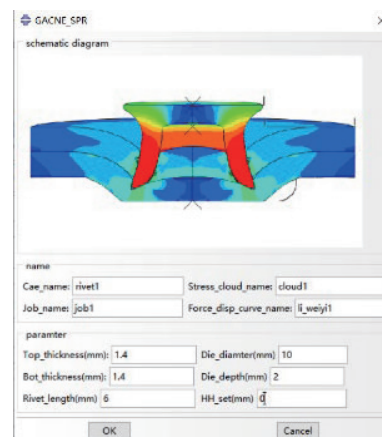 GACNE_SPR
schematic diagram
name
Cae_name: rivet1 Stress_cloud_name: cloud1
Job_name: job1 Force_disp_curve_name: li_weiyi1
paramter
Top_thickness(mm): 1.4 Die_diamter(mm) 10
Bot_thickness(mm): 1.4 Die_depth(mm) 2
Rivet_length(mm) 6 HH_set(mm) 0
OK Cancel